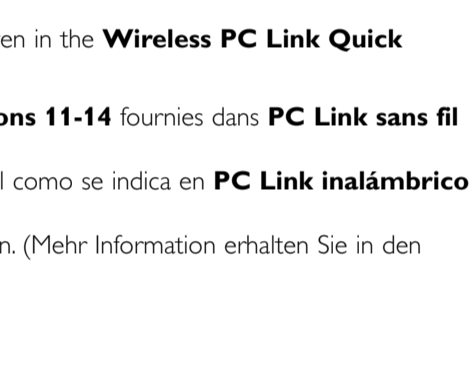 en in the Wireless PC Link Quick
ons 11-14 fournies dans PC Link sans fil
como se indica en PC Link inalámbrico
n. (Mehr Information erhalten Sie in den